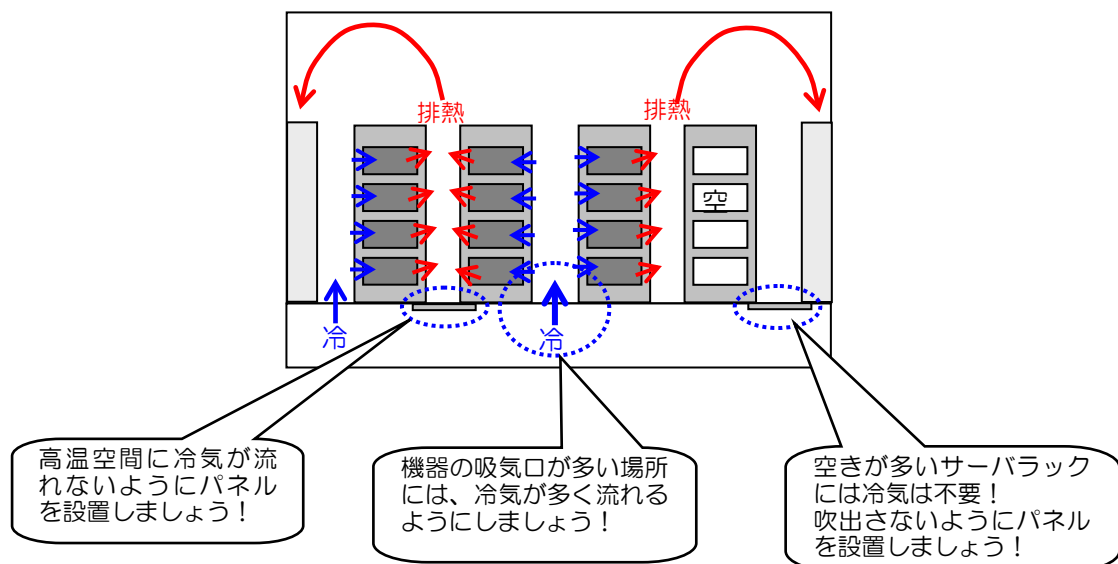 排熱
排熱
空
冷
冷
高温空間に冷気が流
れないようにパネル
を設置しましょう！
機器の吸気口が多い場所
には、冷気が多く流れる
ようにしましょう！
空きが多いサーバラック
には冷気は不要！
吹出さないようにパネル
を設置しましょう！